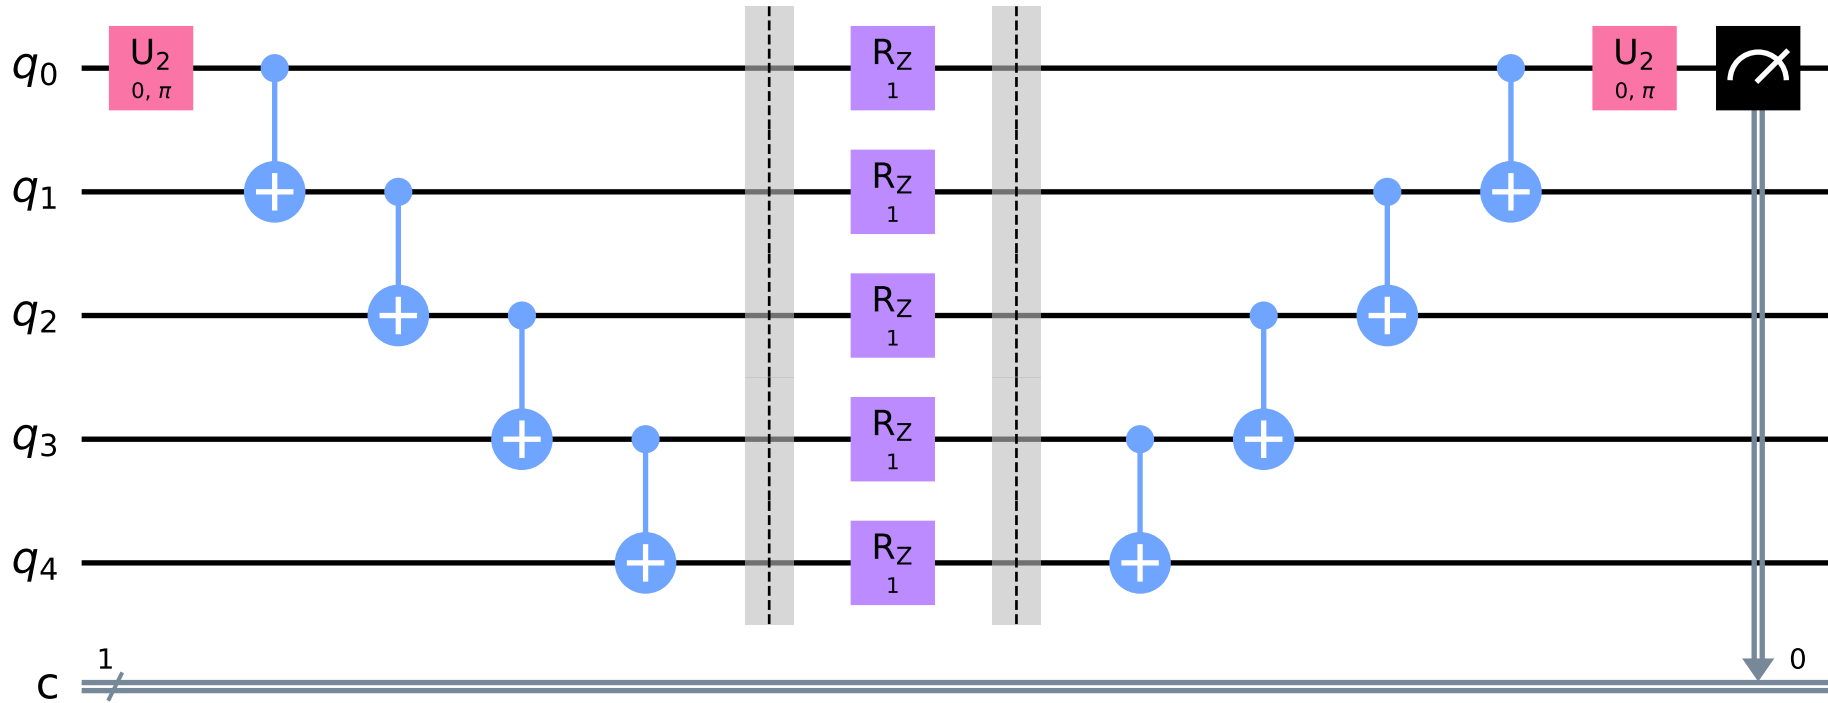 q0 U2 0, π RZ 1 U2 0, π
q1 RZ 1
q2 RZ 1
q3 RZ 1
q4 RZ 1
c 1 0